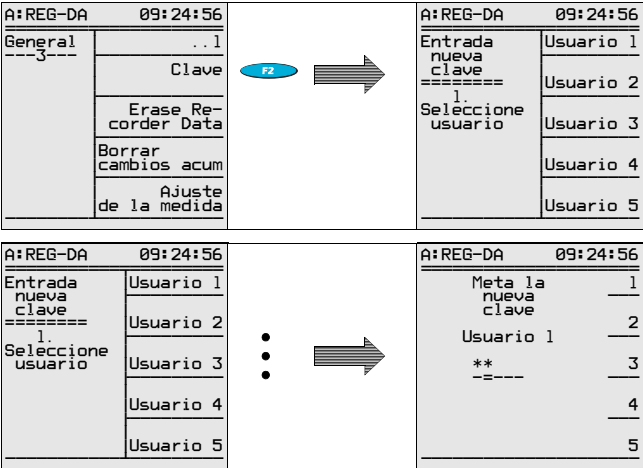 A:REG-DA 09:24:56
General
---3---
..1
Clave
Erase Re-
corder Data
Borrar
cambios acum
Ajuste
de la medida
F2
A:REG-DA 09:24:56
Entrada
nueva
clave
========
1.
Seleccione
usuario
Usuario 1
Usuario 2
Usuario 3
Usuario 4
Usuario 5
A:REG-DA 09:24:56
Entrada
nueva
clave
========
1.
Seleccione
usuario
Usuario 1
Usuario 2
Usuario 3
Usuario 4
Usuario 5
A:REG-DA 09:24:56
Meta la
nueva
clave
Usuario 1
**
-=---
1
2
3
4
5